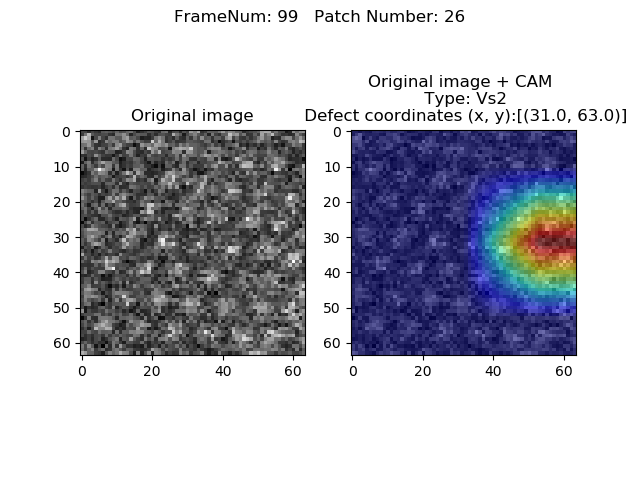 FrameNum: 99   Patch Number: 26
Original image
Original image + CAM
Type: Vs2
Defect coordinates (x, y):[(31.0, 63.0)]
0
10
20
30
40
50
60
0 20 40 60
0
10
20
30
40
50
60
0 20 40 60